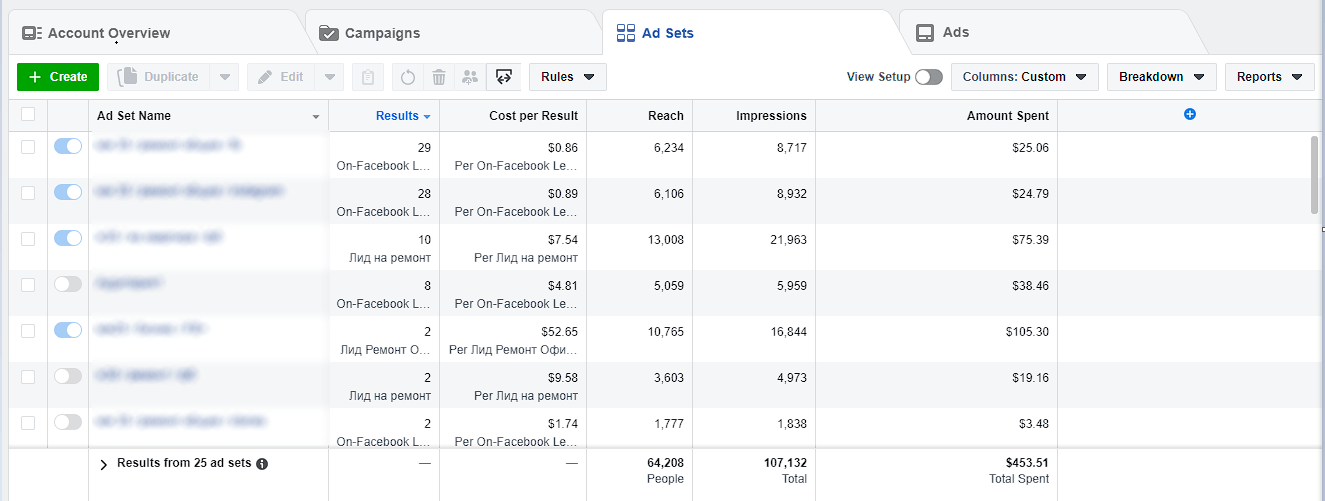 Account Overview Campaigns Ad Sets Ads
+ Create Duplicate Edit Rules View Setup Columns: Custom Breakdown Reports
Ad Set Name Results Cost per Result Reach Impressions Amount Spent
29 $0.86 6,234 8,717 $25.06
On-Facebook L... Per On-Facebook Le...
28 $0.89 6,106 8,932 $24.79
On-Facebook L... Per On-Facebook Le...
10 $7.54 13,008 21,963 $75.39
Лид на ремонт Per Лид на ремонт
8 $4.81 5,059 5,959 $38.46
On-Facebook L... Per On-Facebook Le...
2 $52.65 10,765 16,844 $105.30
Лид Ремонт О... Per Лид Ремонт Офи...
2 $9.58 3,603 4,973 $19.16
Лид на ремонт Per Лид на ремонт
2 $1.74 1,777 1,838 $3.48
On-Facebook L... Per On-Facebook Le...
Results from 25 ad sets — — 64,208 107,132 $453.51
People Total Total Spent